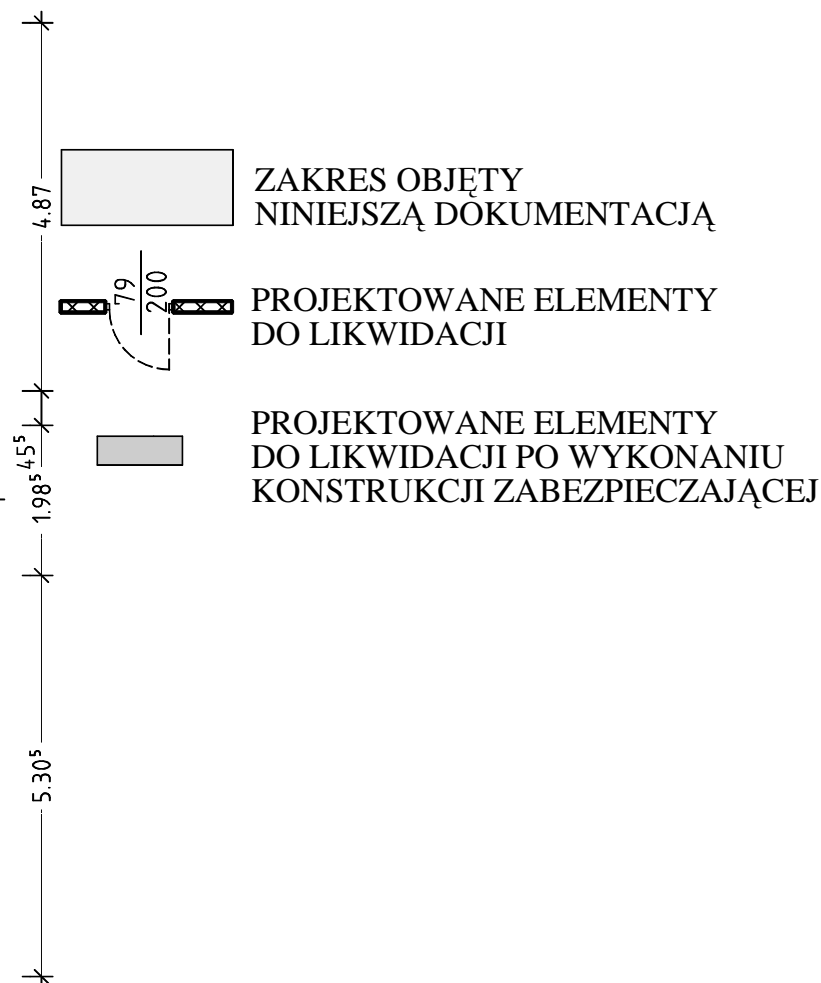 4.87
ZAKRES OBJĘTY
NINIEJSZĄ DOKUMENTACJĄ
79
200
PROJEKTOWANE ELEMENTY
DO LIKWIDACJI
45⁵
1.98⁵
PROJEKTOWANE ELEMENTY
DO LIKWIDACJI PO WYKONANIU
KONSTRUKCJI ZABEZPIECZAJĄCEJ
5.30⁵